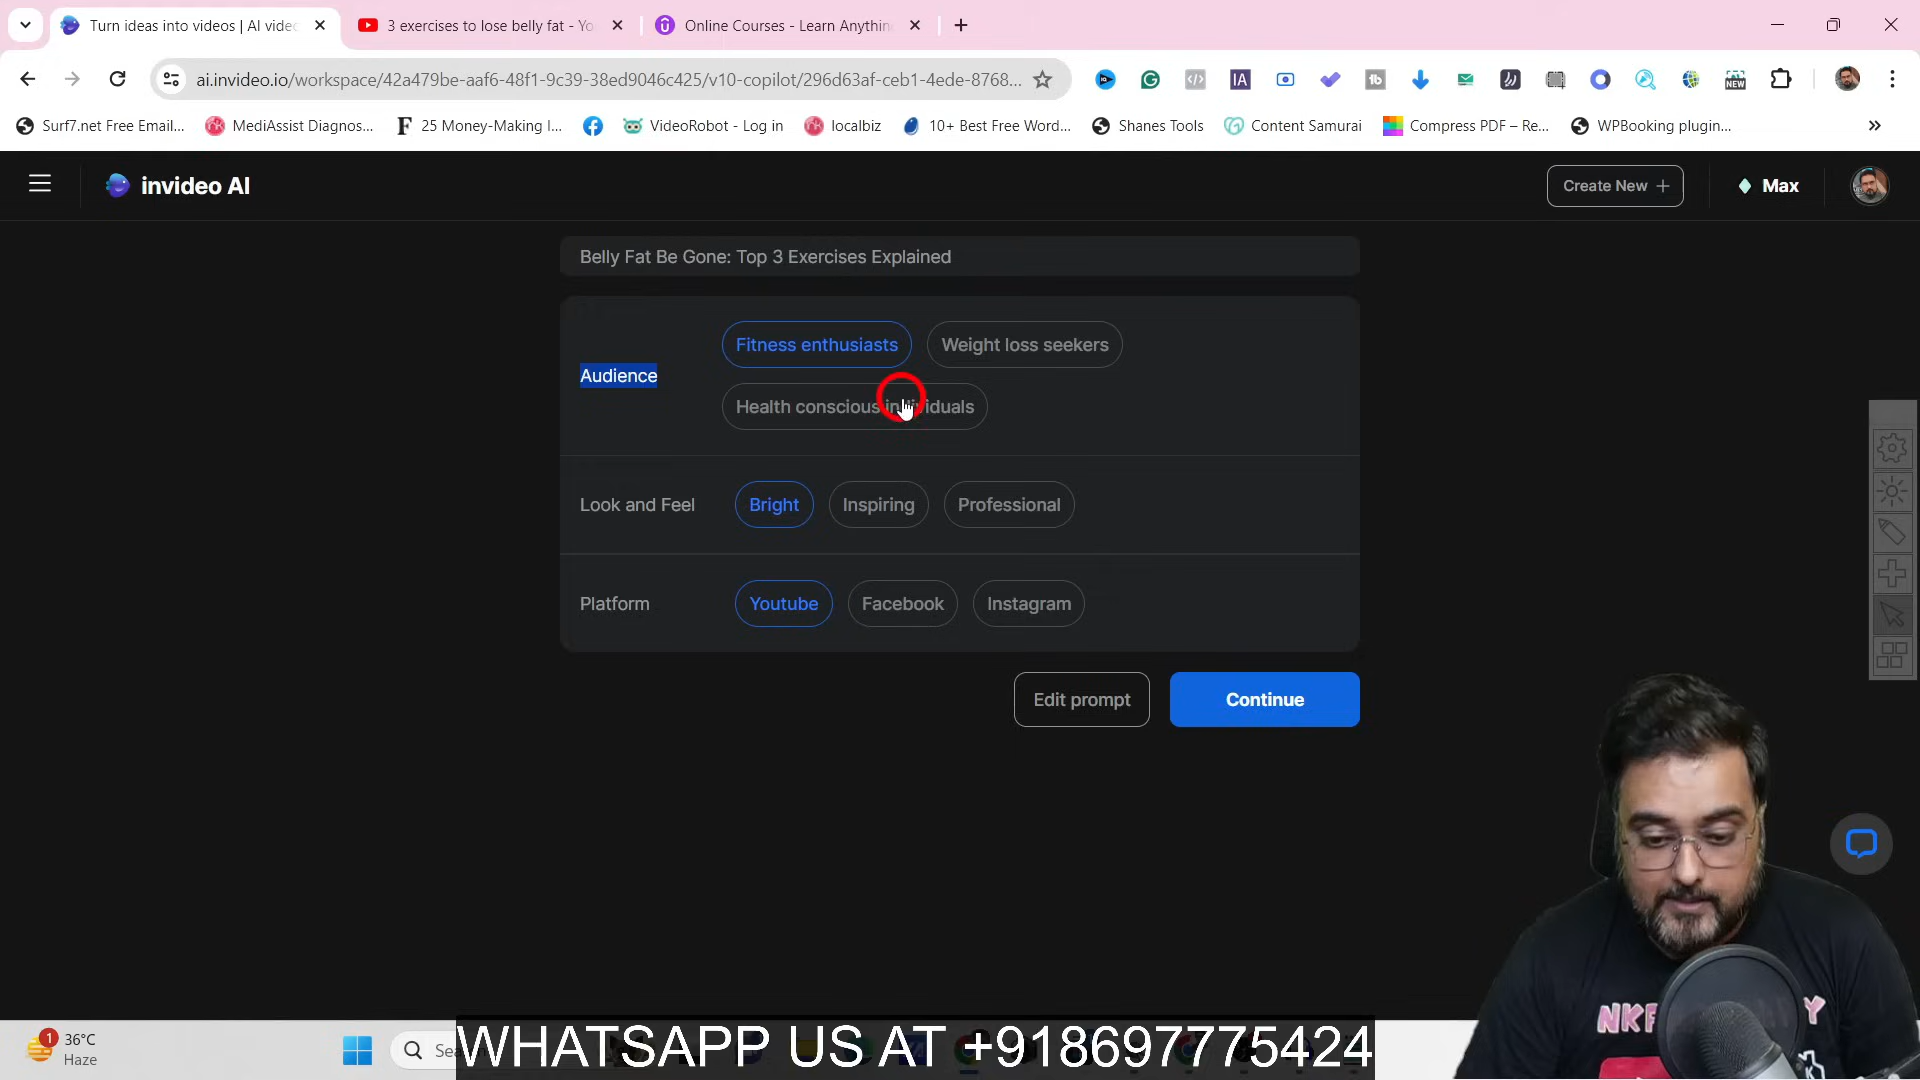 Turn ideas into videos | AI video
3 exercises to lose belly fat - Yo
Online Courses - Learn Anythin
ai.invideo.io/workspace/42a479be-aaf6-48f1-9c39-38ed9046c425/v10-copilot/296d63af-ceb1-4ede-8768...
Surf7.net Free Email...
MediAssist Diagnos...
25 Money-Making I...
VideoRobot - Log in
localbiz
10+ Best Free Word...
Shanes Tools
Content Samurai
Compress PDF – Re...
WPBooking plugin...
invideo AI
Create New +
Max
Belly Fat Be Gone: Top 3 Exercises Explained
Audience
Fitness enthusiasts
Weight loss seekers
Health conscious individuals
Look and Feel
Bright
Inspiring
Professional
Platform
Youtube
Facebook
Instagram
Edit prompt
Continue
1
36°C
Haze
WHATSAPP US AT +918697775424